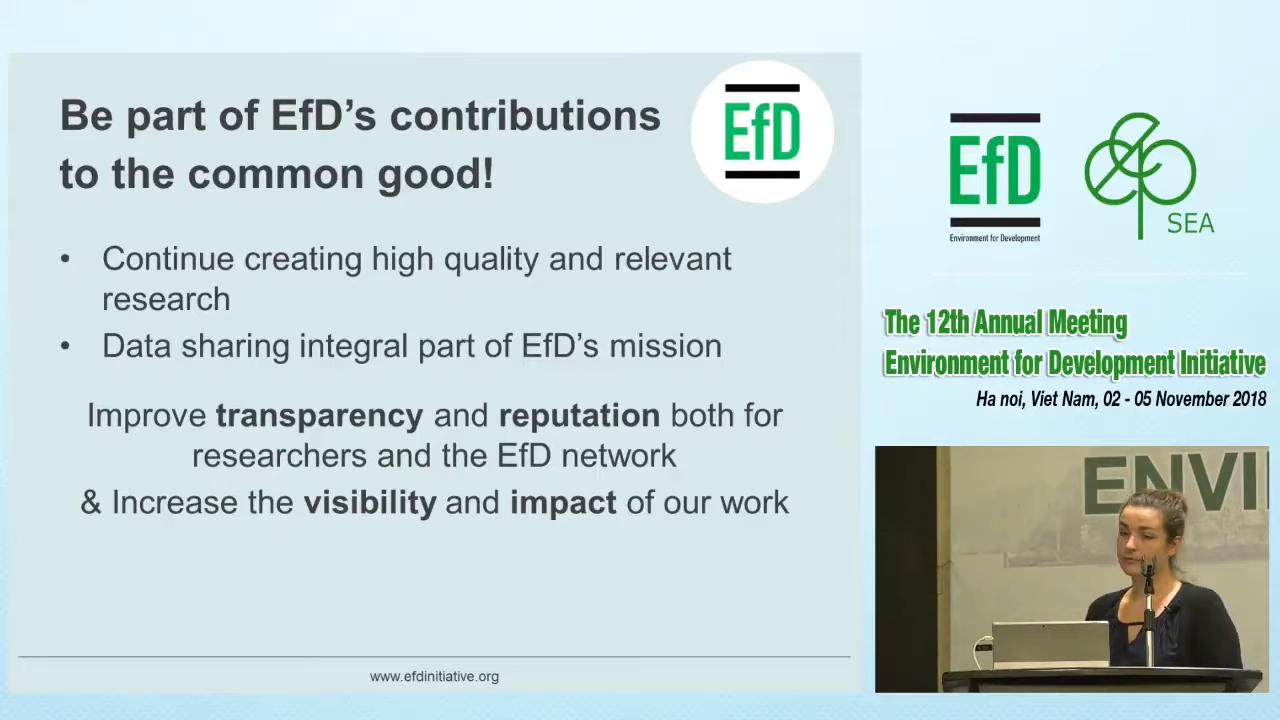 Be part of EfD’s contributions
to the common good!
EfD
• Continue creating high quality and relevant
research
• Data sharing integral part of EfD’s mission
Improve transparency and reputation both for
researchers and the EfD network
& Increase the visibility and impact of our work
www.efdinitiative.org
EfD
Environment for Development
SEA
The 12th Annual Meeting
Environment for Development Initiative
Ha noi, Viet Nam, 02 - 05 November 2018
ENVI